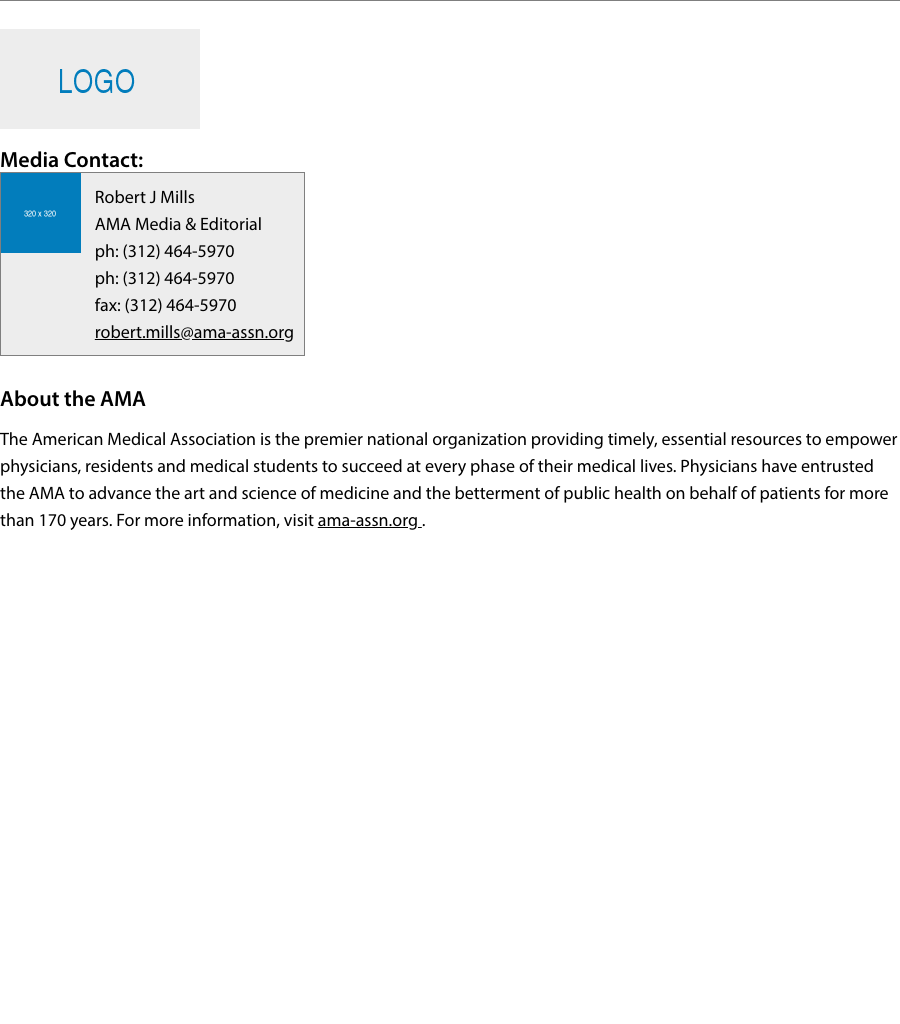 LOGO
Media Contact:
320 x 320
Robert J Mills
AMA Media & Editorial
ph: (312) 464-5970
ph: (312) 464-5970
fax: (312) 464-5970
robert.mills@ama-assn.org
About the AMA
The American Medical Association is the premier national organization providing timely, essential resources to empower
physicians, residents and medical students to succeed at every phase of their medical lives. Physicians have entrusted
the AMA to advance the art and science of medicine and the betterment of public health on behalf of patients for more
than 170 years. For more information, visit ama-assn.org .